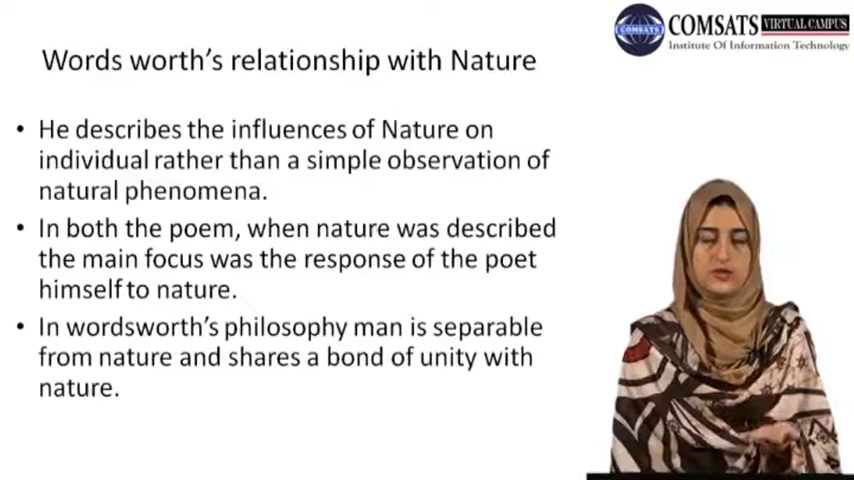 COMSATS VIRTUAL CAMPUS
COMSATS
Institute Of Information Technology
Words worth's relationship with Nature
• He describes the influences of Nature on
individual rather than a simple observation of
natural phenomena.
• In both the poem, when nature was described
the main focus was the response of the poet
himself to nature.
• In wordsworth's philosophy man is separable
from nature and shares a bond of unity with
nature.